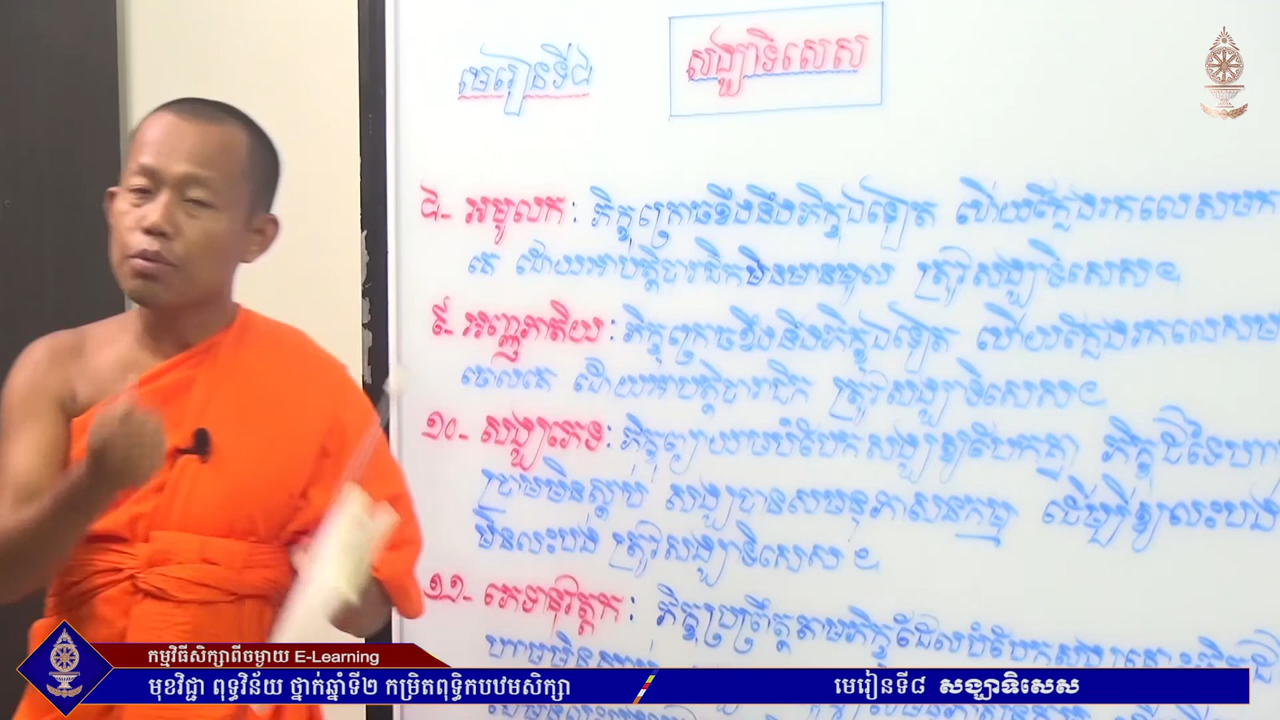 មេរៀនទី៨
សង្ឃាទិសេស
៨- អមូលក: ភិក្ខុក្រោធខឹងនឹងភិក្ខុឯទៀត ហើយក្លែងរកលេសមក
គេ ដោយអាបត្តិបារាជិកមិនមានមូល ត្រូវសង្ឃាទិសេស។
៩- អញ្ញភាគិយ: ភិក្ខុក្រោធខឹងនឹងភិក្ខុឯទៀត ហើយក្លែងរកលេសមក
ចោលគេ ដោយអាបត្តិបារាជិក ត្រូវសង្ឃាទិសេស។
១០- សង្ឃភេទ: ភិក្ខុព្យាយាមបំបែកសង្ឃឲ្យបែកគ្នា ភិក្ខុដទៃហាម
ប្រាមមិនស្តាប់ សង្ឃបានសមនុភាសនកម្ម ដើម្បីឲ្យលះបង់
មិនលះបង់ ត្រូវសង្ឃាទិសេស។
១១- ភេទានុវត្តក: ភិក្ខុប្រព្រឹត្តតាមភិក្ខុដែលបំបែកសង្ឃនោះ
ហាមមិនស្តាប់
កម្មវិធីសិក្សាពីចម្ងាយ E-Learning
មុខវិជ្ជា ពុទ្ធវិន័យ ថ្នាក់ឆ្នាំទី២ កម្រិតពុទ្ធិកបឋមសិក្សា
មេរៀនទី៨ សង្ឃាទិសេស